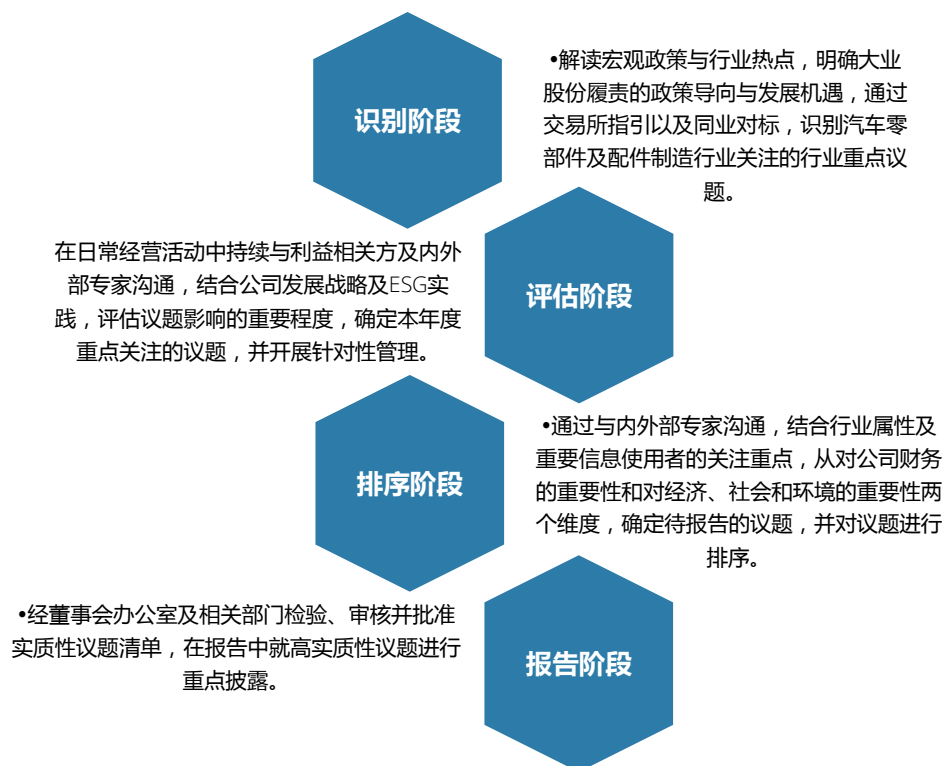 识别阶段
•解读宏观政策与行业热点，明确大业
股份履责的政策导向与发展机遇，通过
交易所指引以及同业对标，识别汽车零
部件及配件制造行业关注的行业重点议
题。
评估阶段
在日常经营活动中持续与利益相关方及内外
部专家沟通，结合公司发展战略及ESG实
践，评估议题影响的重要程度，确定本年度
重点关注的议题，并开展针对性管理。
排序阶段
•通过与内外部专家沟通，结合行业属性及
重要信息使用者的关注重点，从对公司财务
的重要性和对经济、社会和环境的重要性两
个维度，确定待报告的议题，并对议题进行
排序。
报告阶段
•经董事会办公室及相关部门检验、审核并批准
实质性议题清单，在报告中就高实质性议题进行
重点披露。